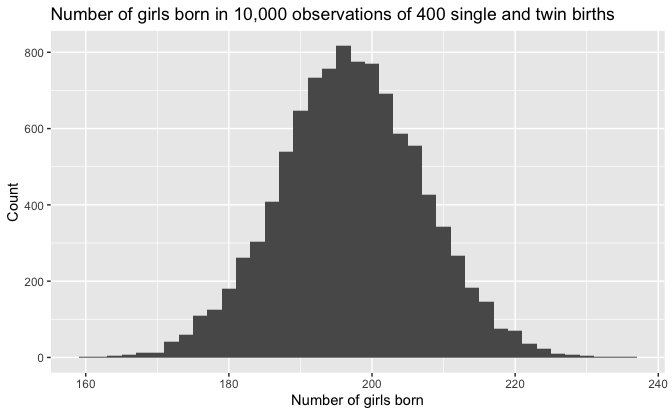 Number of girls born in 10,000 observations of 400 single and twin births
800
600
400
200
0
Count
160 180 200 220 240
Number of girls born